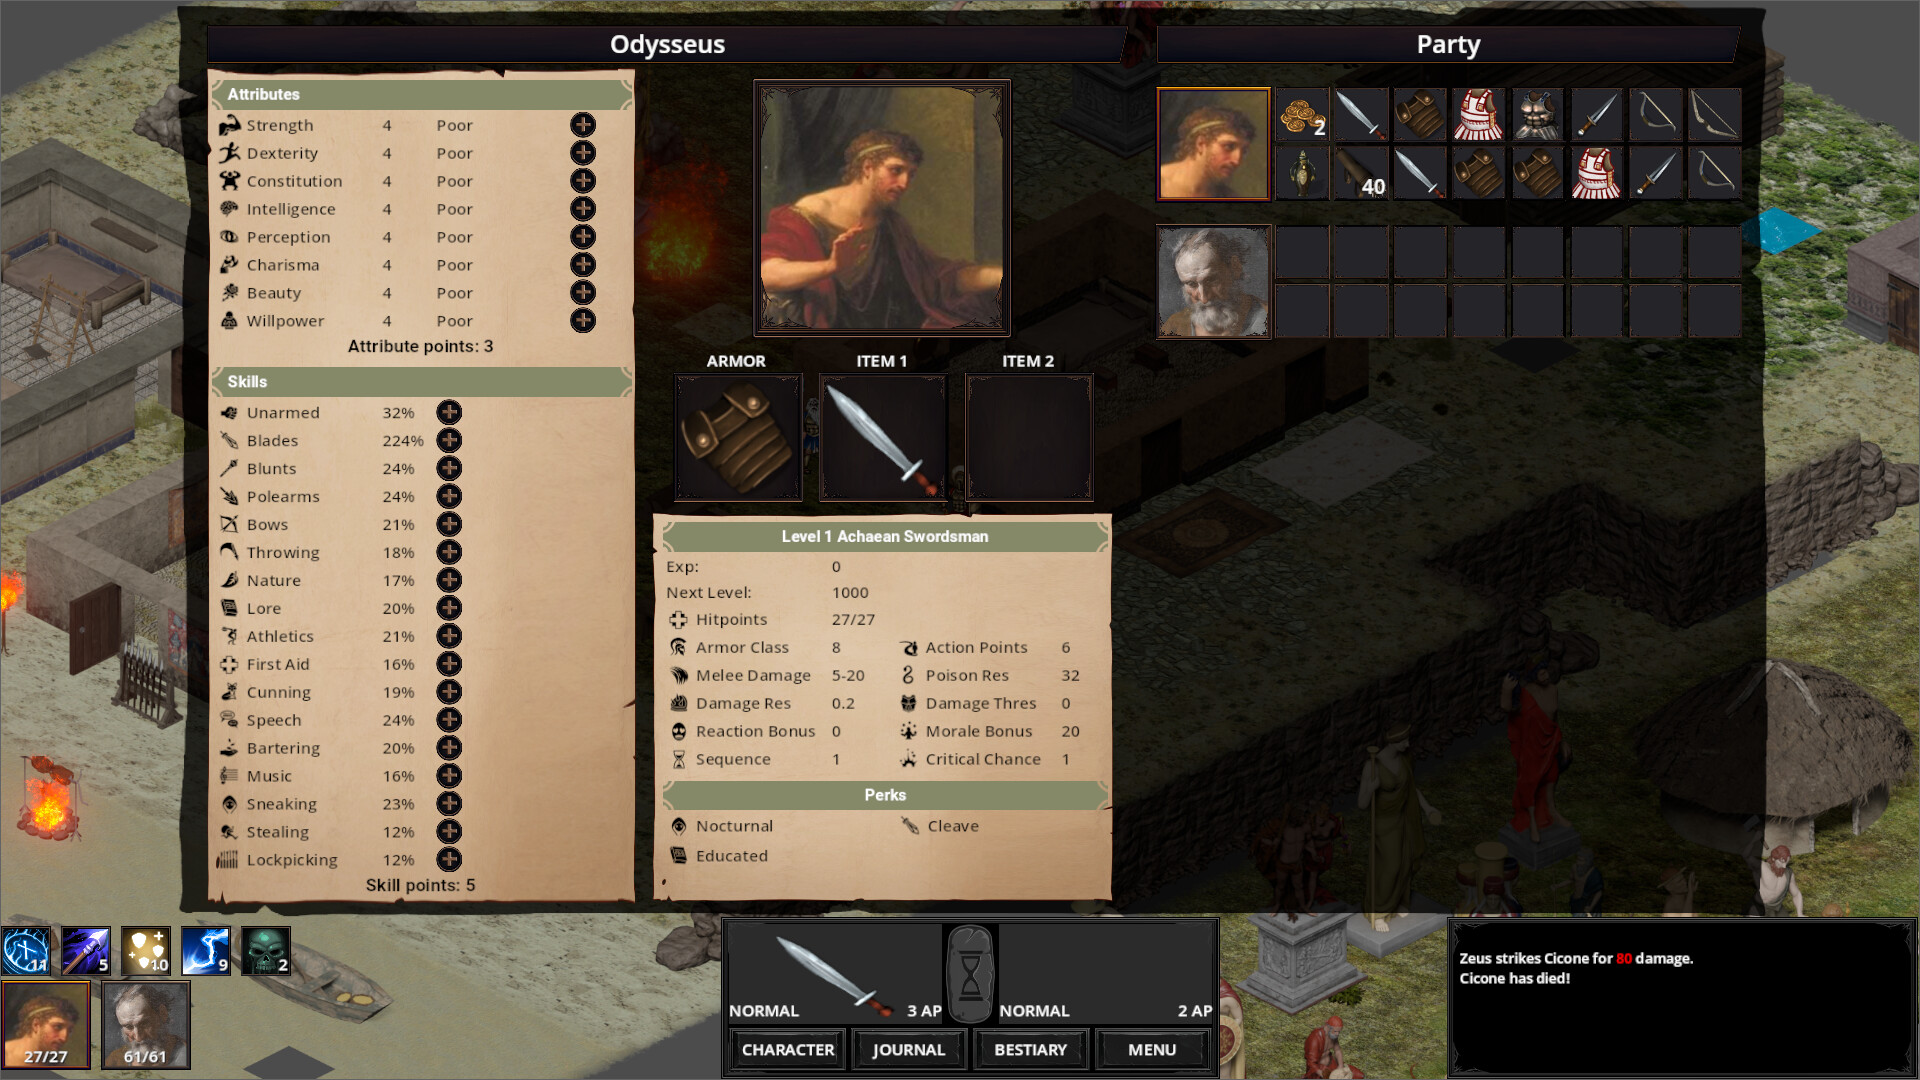 Odysseus
Party
Attributes
Strength 4 Poor
Dexterity 4 Poor
Constitution 4 Poor
Intelligence 4 Poor
Perception 4 Poor
Charisma 4 Poor
Beauty 4 Poor
Willpower 4 Poor
Attribute points: 3
Skills
Unarmed 32%
Blades 224%
Blunts 24%
Polearms 24%
Bows 21%
Throwing 18%
Nature 17%
Lore 20%
Athletics 21%
First Aid 16%
Cunning 19%
Speech 24%
Bartering 20%
Music 16%
Sneaking 23%
Stealing 12%
Lockpicking 12%
Skill points: 5
ARMOR ITEM 1 ITEM 2
Level 1 Achaean Swordsman
Exp: 0
Next Level: 1000
Hitpoints 27/27
Armor Class 8 Action Points 6
Melee Damage 5-20 Poison Res 32
Damage Res 0.2 Damage Thres 0
Reaction Bonus 0 Morale Bonus 20
Sequence 1 Critical Chance 1
Perks
Nocturnal Cleave
Educated
2
40
11 5 10 9 2
27/27 61/61
NORMAL 3 AP NORMAL 2 AP
CHARACTER JOURNAL BESTIARY MENU
Zeus strikes Cicone for 80 damage.
Cicone has died!